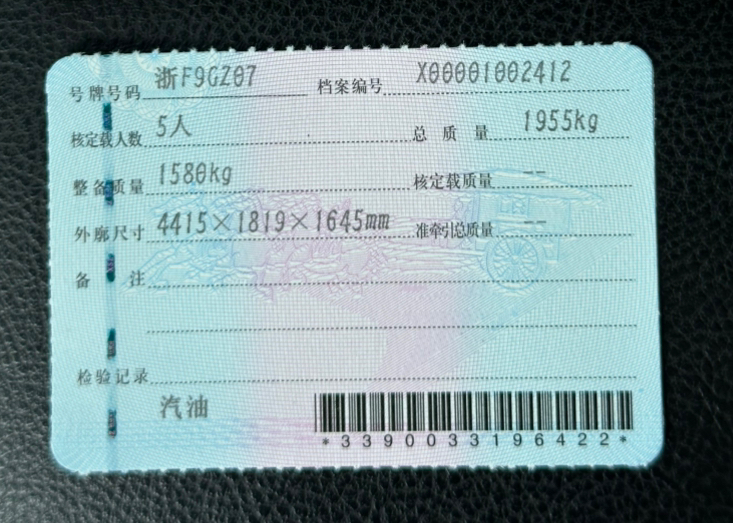 号牌号码 浙F9GZ07 档案编号 X00001002412
核定载人数 5人 总质量 1955kg
整备质量 1580kg 核定载质量 --
外廓尺寸 4415×1819×1645mm 准牵引总质量 --
备注
检验记录
汽油
*3390033196422*